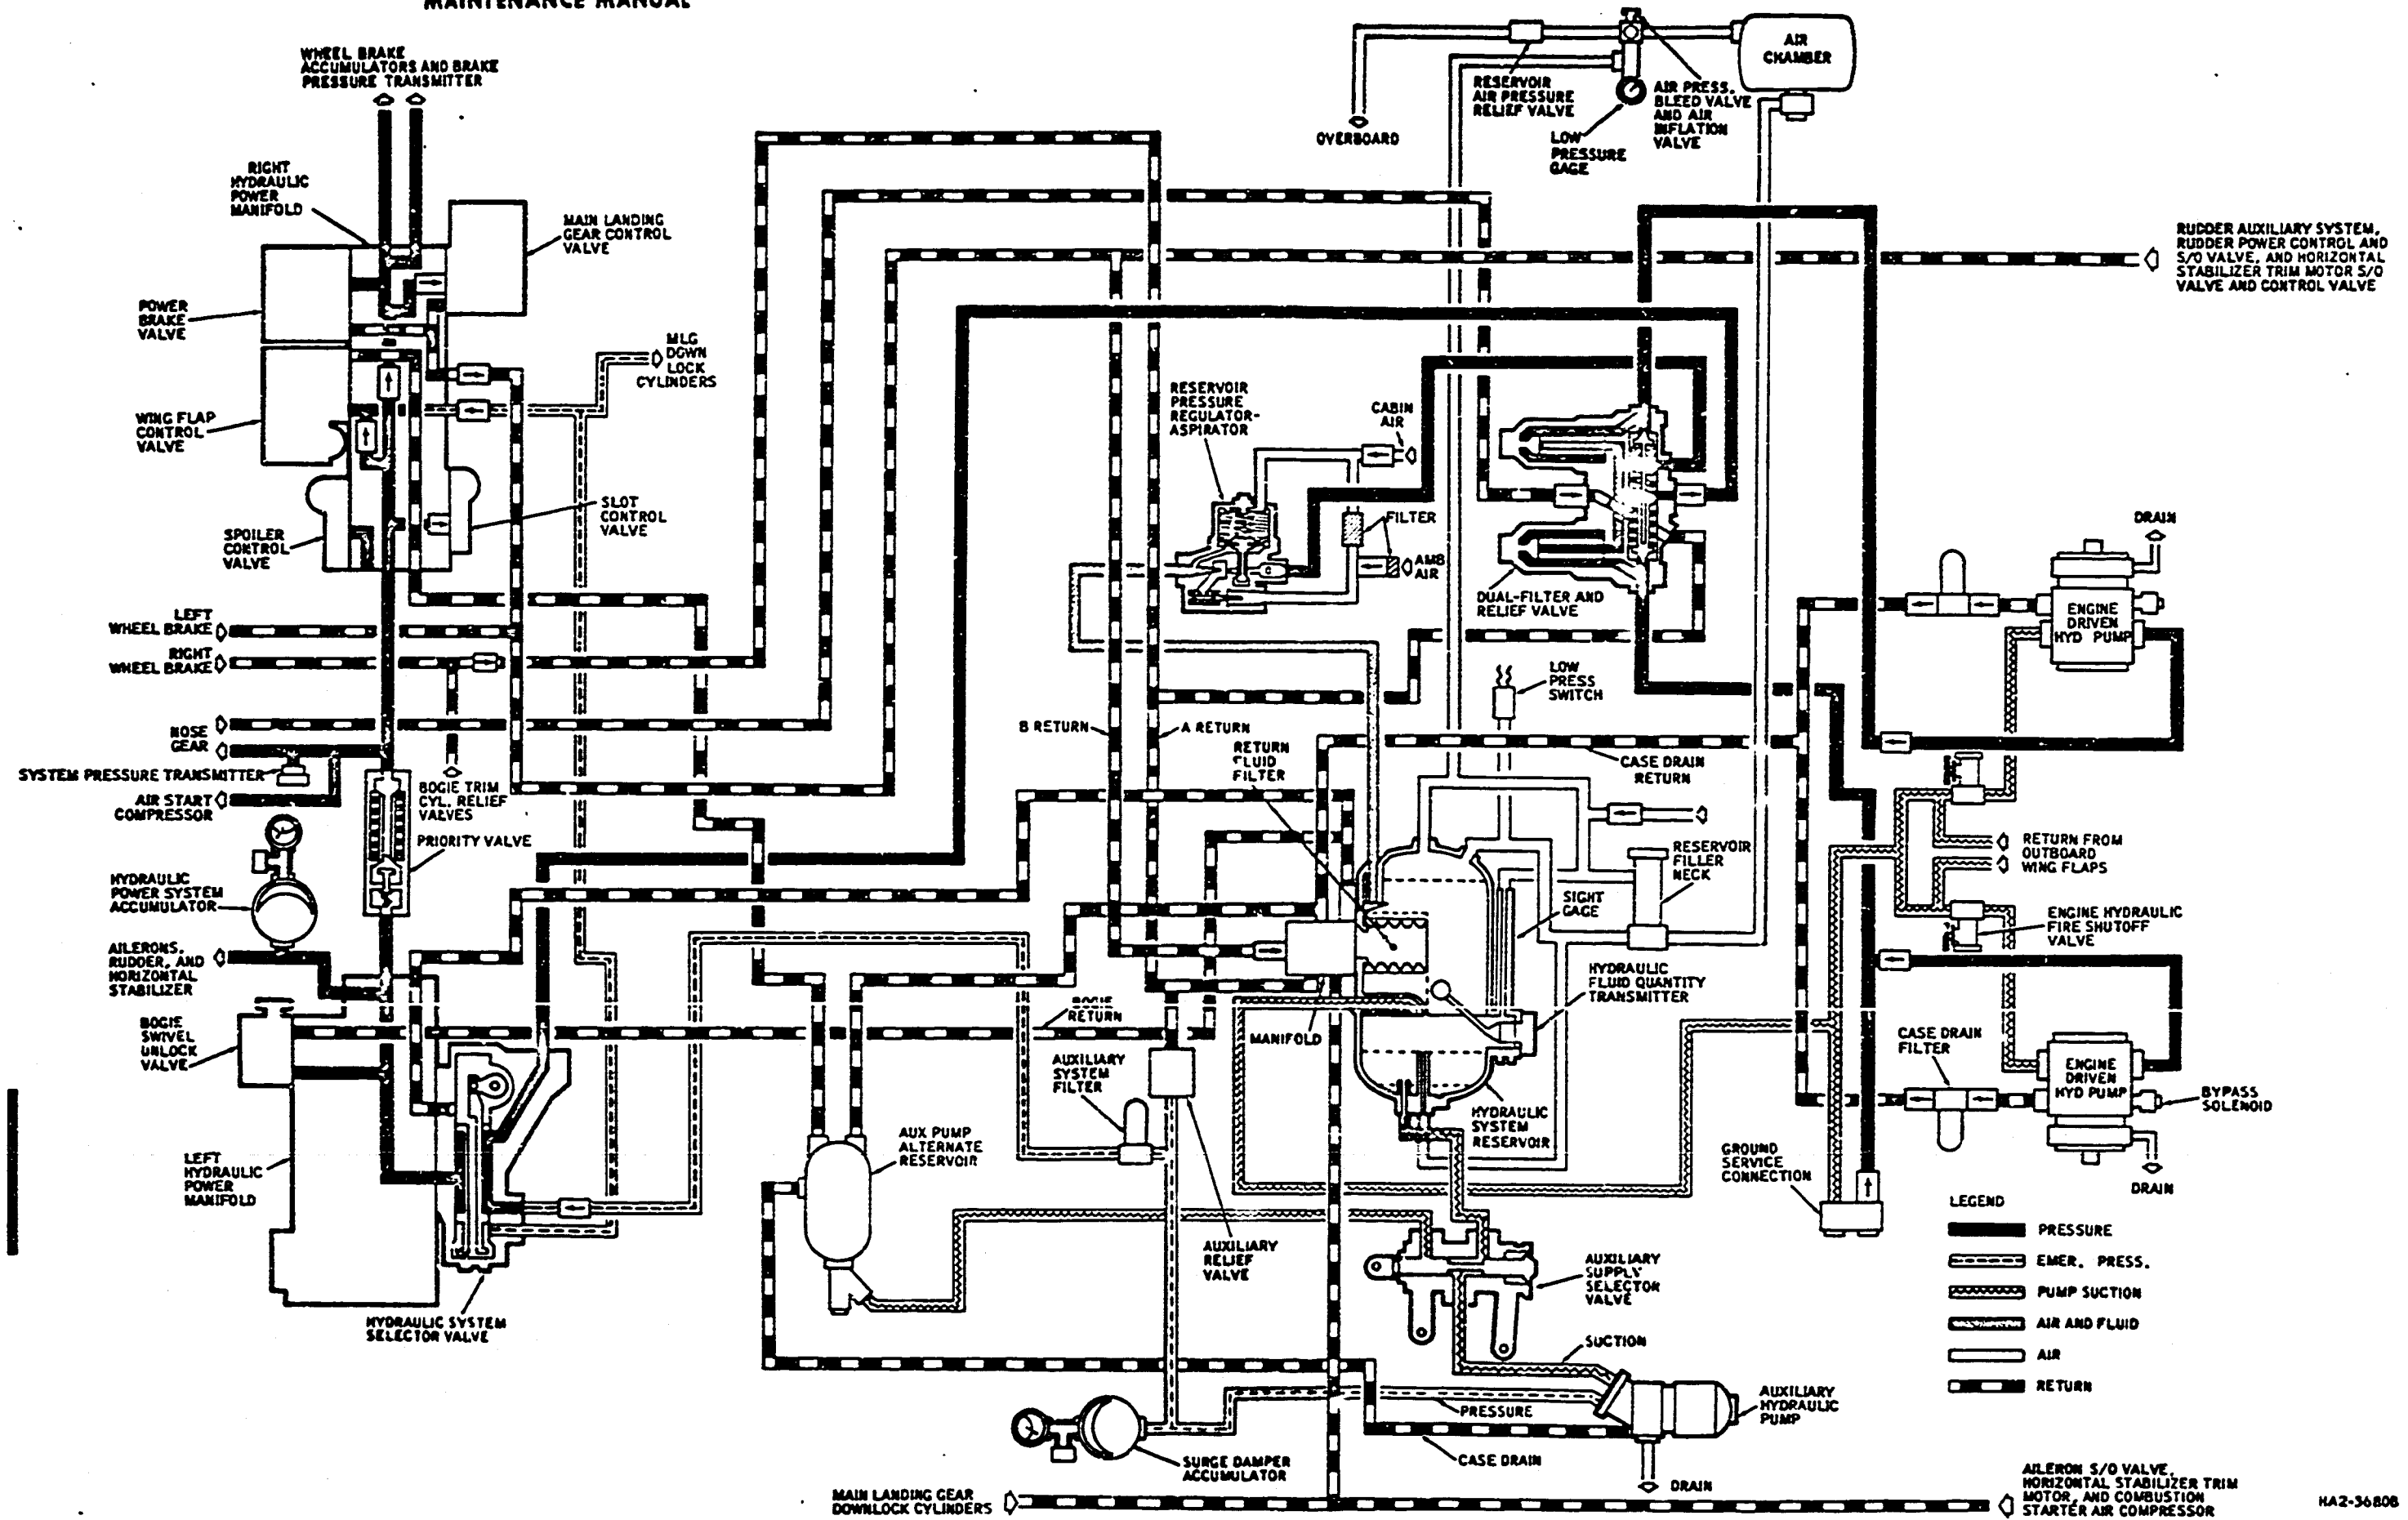 MAINTENANCE MANUAL
WHEEL BRAKE
ACCUMULATORS AND BRAKE
PRESSURE TRANSMITTER
RIGHT
HYDRAULIC
POWER
MANIFOLD
MAIN LANDING
GEAR CONTROL
VALVE
POWER
BRAKE
VALVE
MLG
DOWN
LOCK
CYLINDERS
WING FLAP
CONTROL
VALVE
SLOT
CONTROL
VALVE
SPOILER
CONTROL
VALVE
LEFT
WHEEL BRAKE
RIGHT
WHEEL BRAKE
NOSE
GEAR
SYSTEM PRESSURE TRANSMITTER
AIR START
COMPRESSOR
BOGIE TRIM
CYL. RELIEF
VALVES
PRIORITY VALVE
HYDRAULIC
POWER SYSTEM
ACCUMULATOR
AILERONS,
RUDDER, AND
HORIZONTAL
STABILIZER
BOGIE
SWIVEL
UNLOCK
VALVE
LEFT
HYDRAULIC
POWER
MANIFOLD
HYDRAULIC SYSTEM
SELECTOR VALVE
OVERBOARD
RESERVOIR
AIR PRESSURE
RELIEF VALVE
LOW
PRESSURE
GAGE
AIR PRESS.
BLEED VALVE
AND AIR
INFLATION
VALVE
AIR
CHAMBER
RUDDER AUXILIARY SYSTEM,
RUDDER POWER CONTROL AND
S/O VALVE, AND HORIZONTAL
STABILIZER TRIM MOTOR S/O
VALVE AND CONTROL VALVE
RESERVOIR
PRESSURE
REGULATOR-
ASPIRATOR
CABIN
AIR
FILTER
AMB
AIR
DUAL-FILTER AND
RELIEF VALVE
DRAIN
ENGINE
DRIVEN
HYD PUMP
LOW
PRESS
SWITCH
B RETURN
A RETURN
RETURN
FLUID
FILTER
CASE DRAIN
RETURN
RESERVOIR
FILLER
NECK
SIGHT
GAGE
RETURN FROM
OUTBOARD
WING FLAPS
ENGINE HYDRAULIC
FIRE SHUTOFF
VALVE
HYDRAULIC
FLUID QUANTITY
TRANSMITTER
BOGIE
RETURN
MANIFOLD
AUXILIARY
SYSTEM
FILTER
CASE DRAIN
FILTER
ENGINE
DRIVEN
HYD PUMP
BYPASS
SOLENOID
HYDRAULIC
SYSTEM
RESERVOIR
AUX PUMP
ALTERNATE
RESERVOIR
GROUND
SERVICE
CONNECTION
DRAIN
AUXILIARY
RELIEF
VALVE
AUXILIARY
SUPPLY
SELECTOR
VALVE
SUCTION
LEGEND
PRESSURE
EMER. PRESS.
PUMP SUCTION
AIR AND FLUID
AIR
RETURN
PRESSURE
AUXILIARY
HYDRAULIC
PUMP
SURGE DAMPER
ACCUMULATOR
CASE DRAIN
DRAIN
MAIN LANDING GEAR
DOWNLOCK CYLINDERS
AILERON S/O VALVE,
HORIZONTAL STABILIZER TRIM
MOTOR, AND COMBUSTION
STARTER AIR COMPRESSOR
HA2-3680B